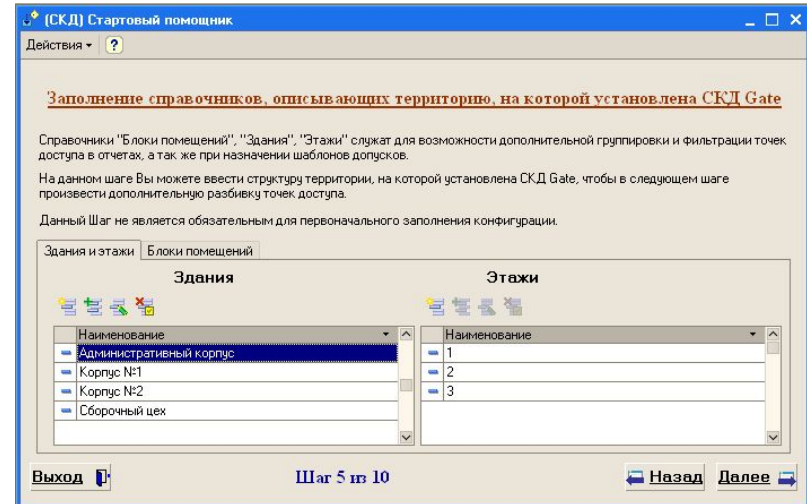 (СКД) Стартовый помощник
Действия
Заполнение справочников, описывающих территорию, на которой установлена СКД Gate
Справочники "Блоки помещений", "Здания", "Этажи" служат для возможности дополнительной группировки и фильтрации точек
доступа в отчетах, а так же при назначении шаблонов допусков.
На данном шаге Вы можете ввести структуру территории, на которой установлена СКД Gate, чтобы в следующем шаге
произвести дополнительную разбивку точек доступа.
Данный Шаг не является обязательным для первоначального заполнения конфигурации.
Здания и этажи Блоки помещений
Здания
Наименование
Административный корпус
Корпус №1
Корпус №2
Сборочный цех
Этажи
Наименование
1
2
3
Выход Шаг 5 из 10 Назад Далее